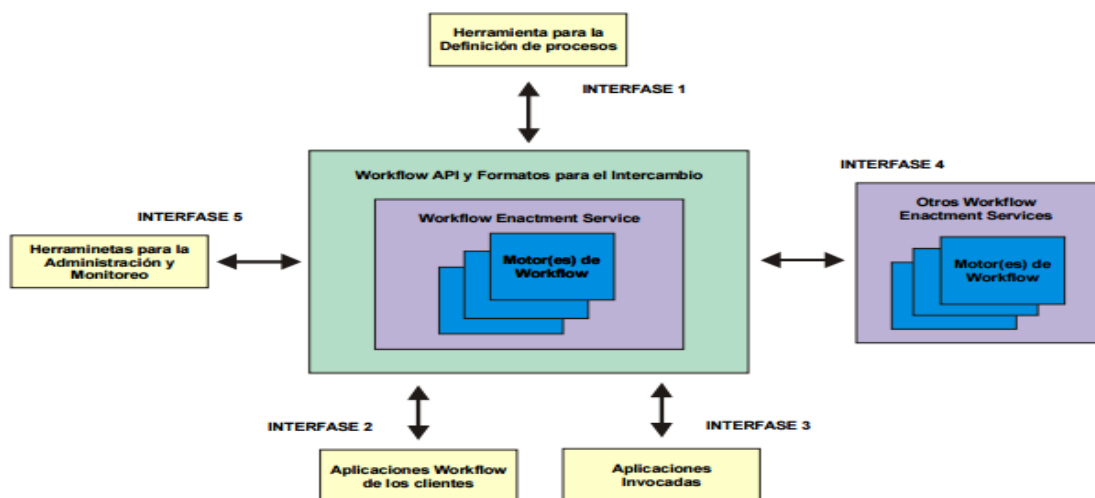 Herramienta para la
Definición de procesos
INTERFASE 1
Workflow API y Formatos para el Intercambio
INTERFASE 4
Workflow Enactment Service
Otros Workflow
Enactment Services
INTERFASE 5
Motor(es) de
Workflow
Motor(es) de
Workflow
Herraminetas para la
Administración y
Monitoreo
INTERFASE 2
INTERFASE 3
Aplicaciones Workflow
de los clientes
Aplicaciones
Invocadas